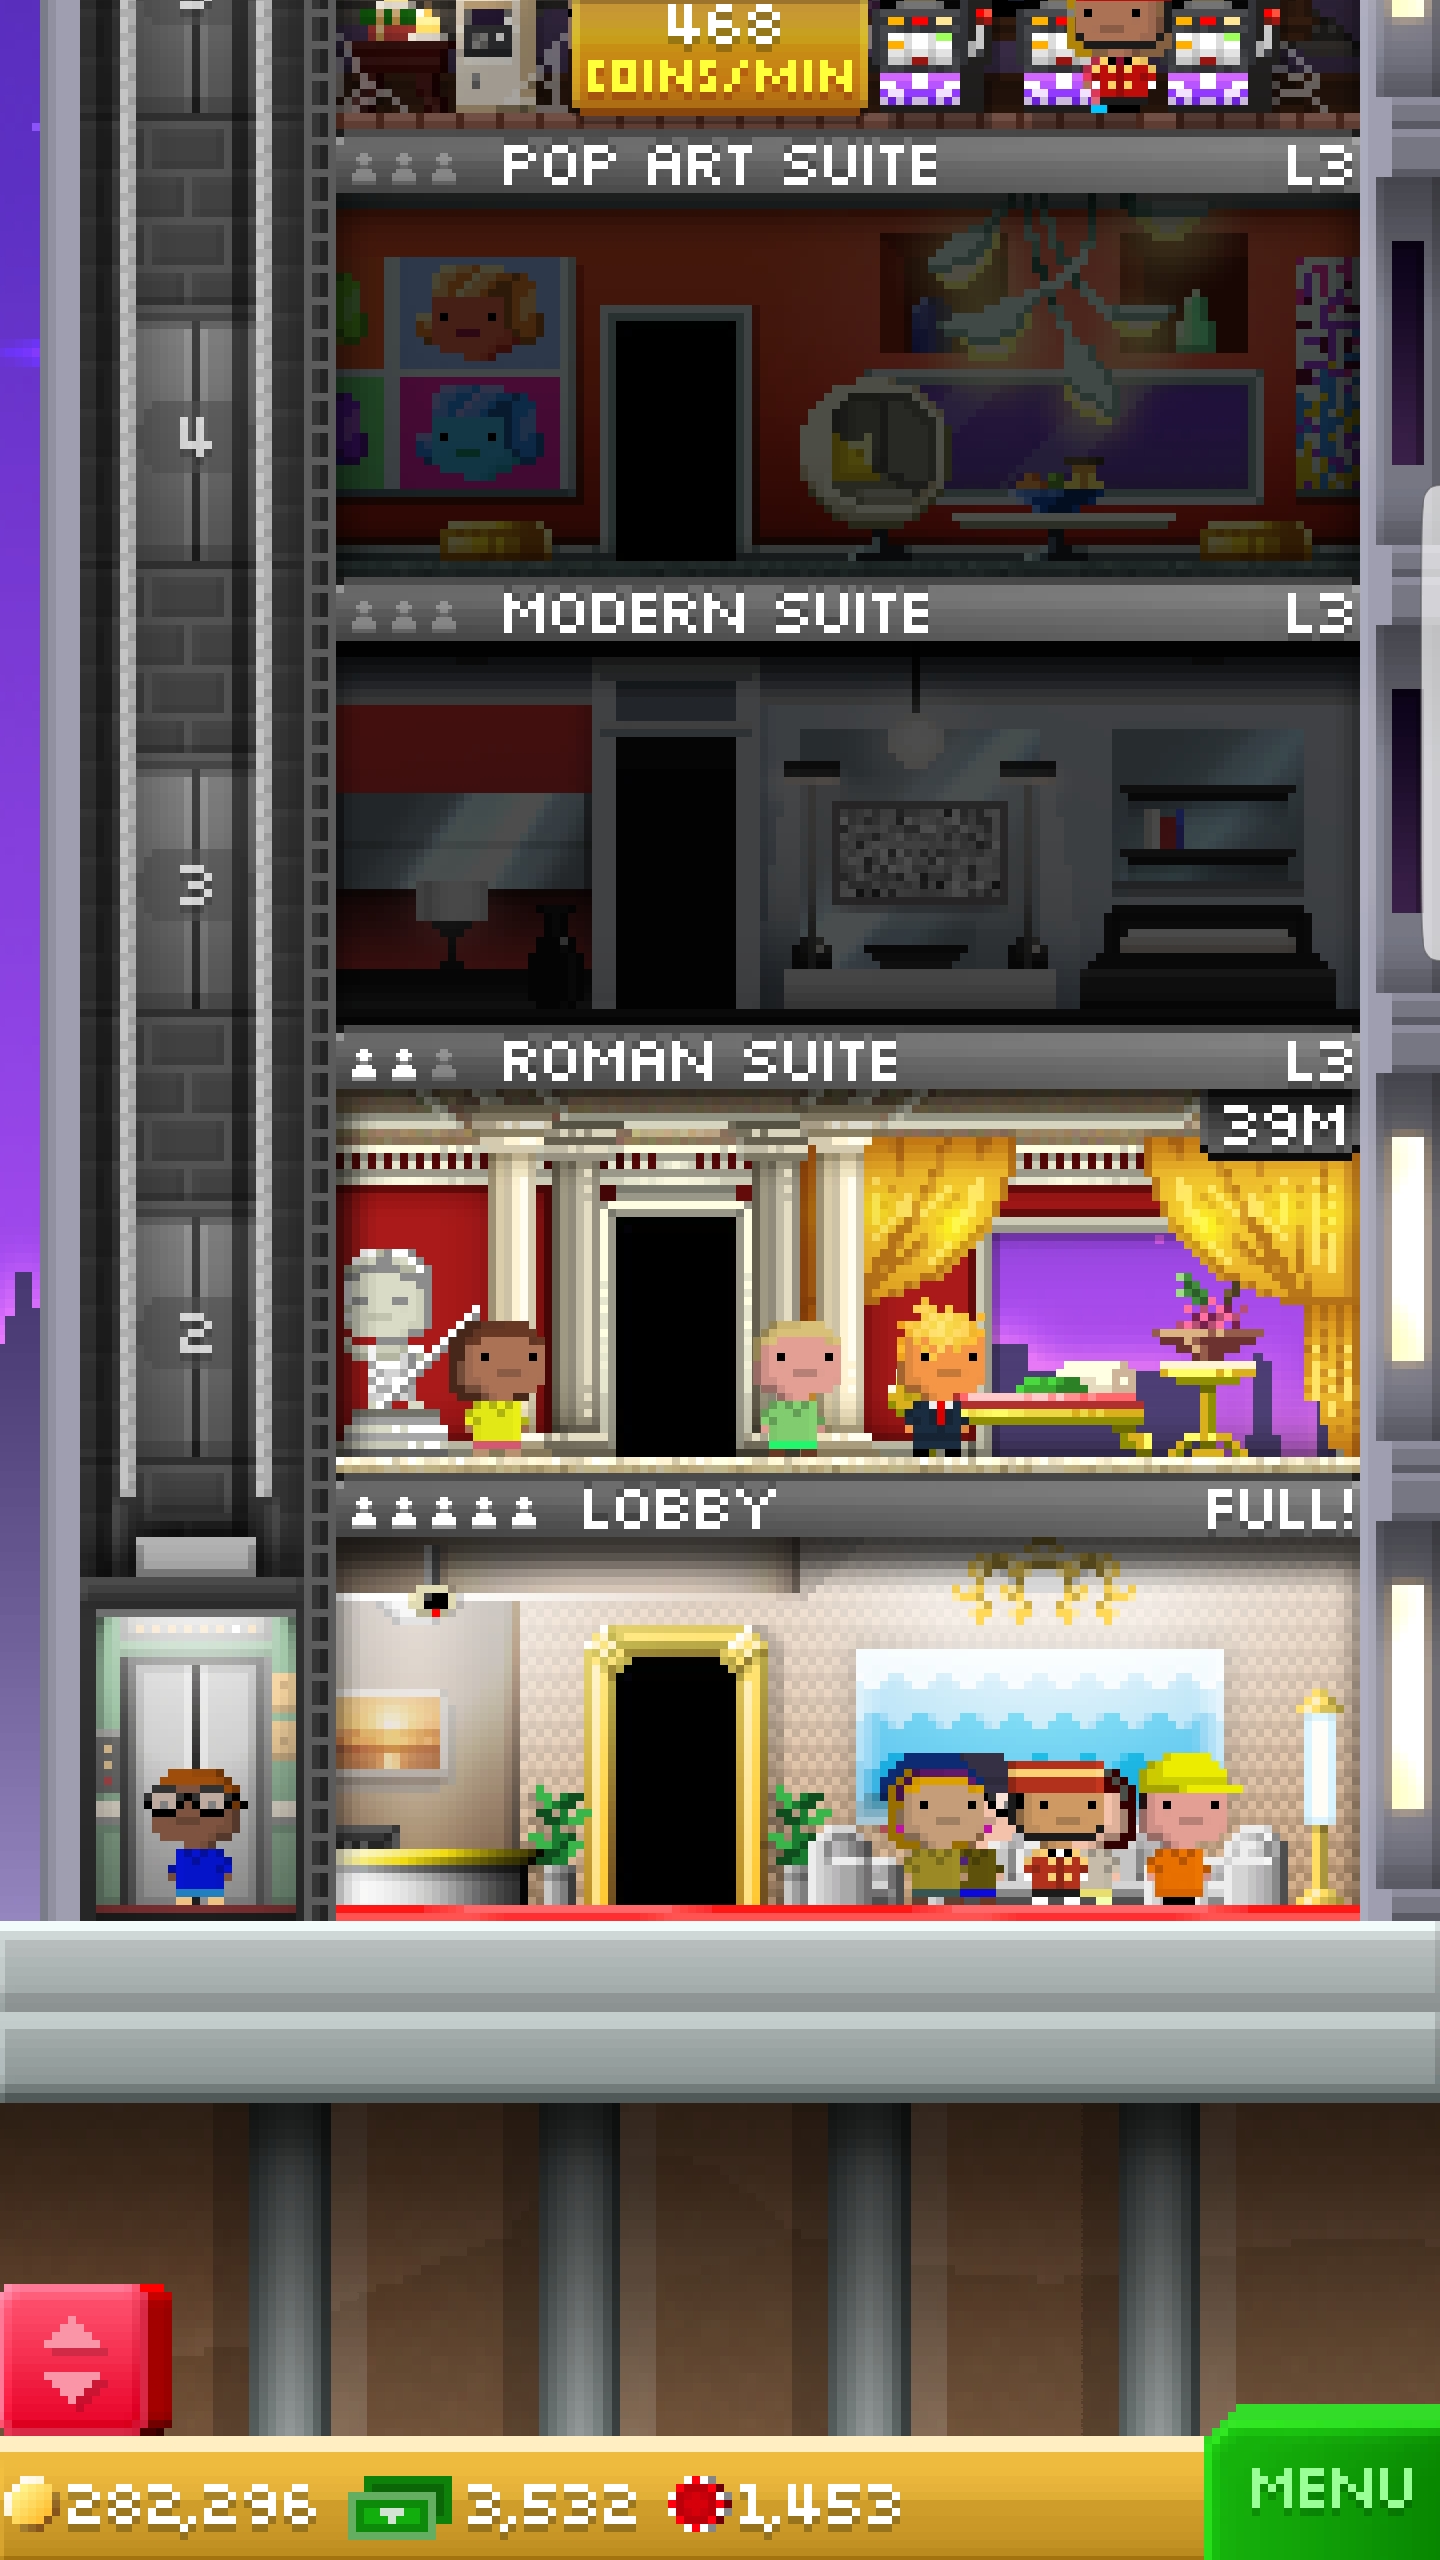 468
COINS/MIN
POP ART SUITE L3
4
MODERN SUITE L3
3
ROMAN SUITE L3
39M
2
LOBBY FULL!
282,296 3,532 1,453
MENU